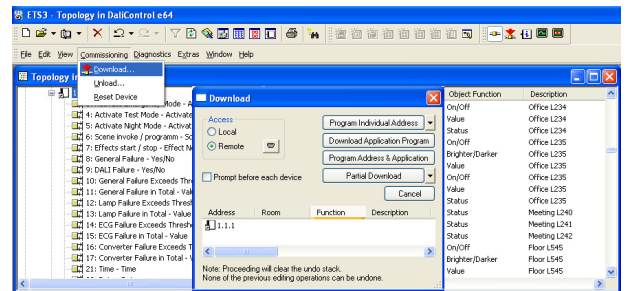 ETS3 - Topology in DaliControl e64
File Edit View Commissioning Diagnostics Extras Window Help
Download...
Unload...
Reset Device
Topology in
Mode - A
4: Activate Test Mode - Activate
5: Activate Night Mode - Activat
6: Scene invoke / programm - Sc
7: Effects start / stop - Effect N
8: General Failure - Yes/No
9: DALI Failure - Yes/No
10: General Failure Exceeds Thre
11: General Failure in Total - Val
12: Lamp Failure Exceeds Thresh
13: Lamp Failure in Total - Value
14: ECG Failure Exceeds Thresh
15: ECG Failure in Total - Value
16: Converter Failure Exceeds T
17: Converter Failure in Total - V
21: Time - Time
Download
Access
Local
Remote
Prompt before each device
Program Individual Address
Download Application Program
Program Address & Application
Partial Download
Cancel
Address Room Function Description
1.1.1
Note: Proceeding will clear the undo stack.
None of the previous editing operations can be undone.
Object Function Description
On/Off Office L234
Value Office L234
Status Office L234
On/Off Office L235
Brighter/Darker Office L235
Value Office L235
Status Office L235
On/Off Office L235
Value Office L235
Status Meeting L240
Status Meeting L241
Status Meeting L242
On/Off Floor L545
Brighter/Darker Floor L545
Value Floor L545